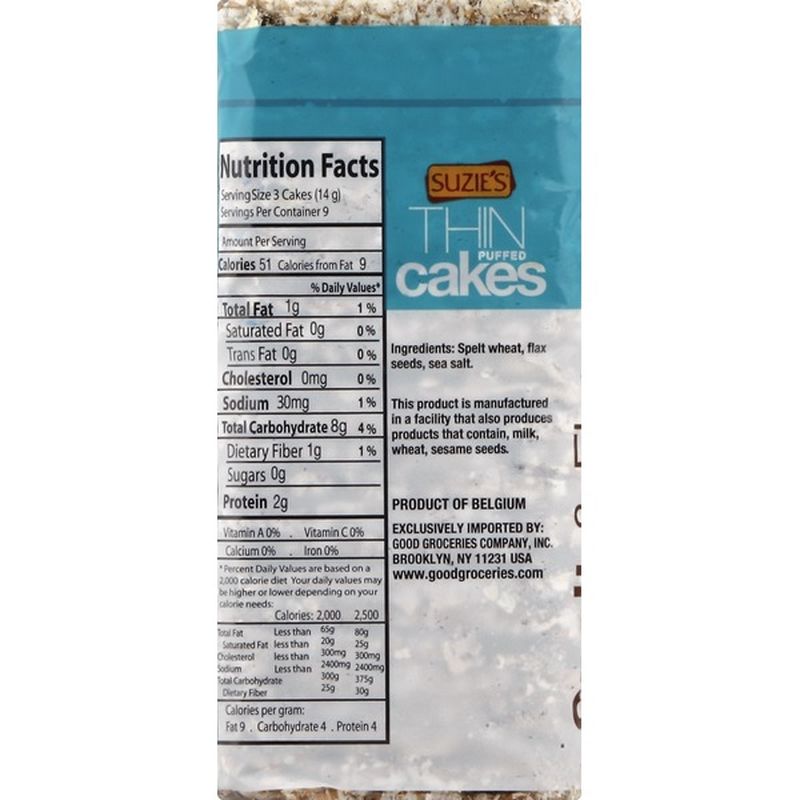 Nutrition Facts
Serving Size 3 Cakes (14 g)
Servings Per Container 9
Amount Per Serving
Calories 51 Calories from Fat 9
% Daily Values*
Total Fat 1g 1%
Saturated Fat 0g 0%
Trans Fat 0g 0%
Cholesterol 0mg 0%
Sodium 30mg 1%
Total Carbohydrate 8g 4%
Dietary Fiber 1g 1%
Sugars 0g
Protein 2g
Vitamin A 0% . Vitamin C 0%
Calcium 0% . Iron 0%
*Percent Daily Values are based on a
2,000 calorie diet Your daily values may
be higher or lower depending on your
calorie needs:
Calories: 2,000 2,500
Total Fat Less than 65g 80g
Saturated Fat less than 20g 25g
Cholesterol less than 300mg 300mg
Sodium Less than 2400mg 2400mg
Total Carbohydrate 300g 375g
Dietary Fiber 25g 30g
Calories per gram:
Fat 9 . Carbohydrate 4 . Protein 4
SUZIE'S
THIN
PUFFED
cakes
Ingredients: Spelt wheat, flax
seeds, sea salt.
This product is manufactured
in a facility that also produces
products that contain, milk,
wheat, sesame seeds.
PRODUCT OF BELGIUM
EXCLUSIVELY IMPORTED BY:
GOOD GROCERIES COMPANY, INC.
BROOKLYN, NY 11231 USA
www.goodgroceries.com